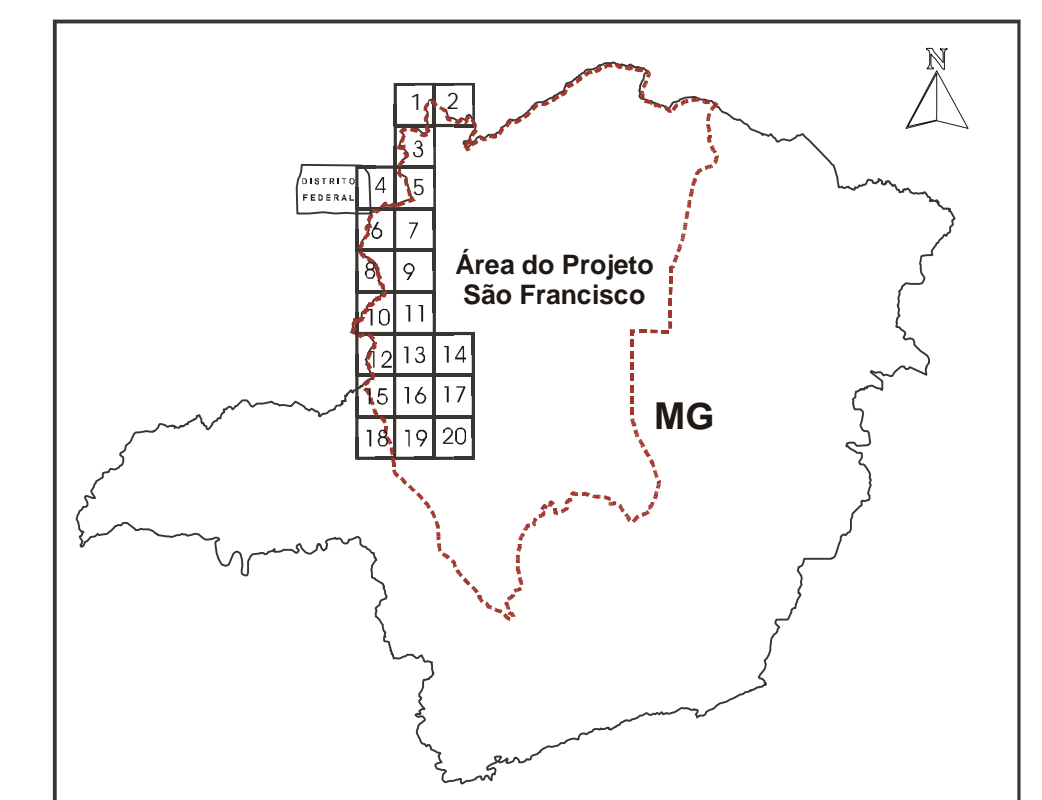 N
1 2
3
DISTRITO
FEDERAL
4 5
6 7
8 9
Área do Projeto
São Francisco
10 11
12 13 14
15 16 17
MG
18 19 20